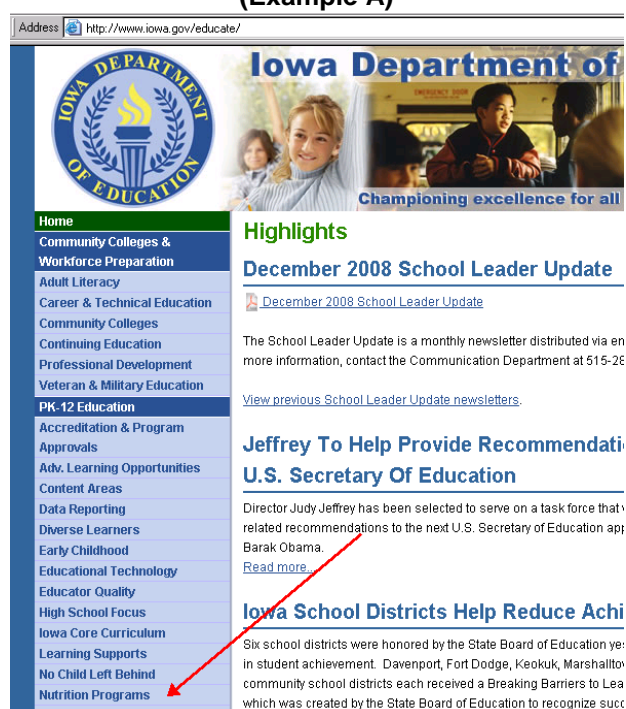 (Example A)
Address http://www.iowa.gov/educate/
IOWA DEPARTMENT OF EDUCATION
Iowa Department of
EMERGENCY DOOR
Championing excellence for all
Home
Community Colleges &
Workforce Preparation
Adult Literacy
Career & Technical Education
Community Colleges
Continuing Education
Professional Development
Veteran & Military Education
PK-12 Education
Accreditation & Program
Approvals
Adv. Learning Opportunities
Content Areas
Data Reporting
Diverse Learners
Early Childhood
Educational Technology
Educator Quality
High School Focus
Iowa Core Curriculum
Learning Supports
No Child Left Behind
Nutrition Programs
Highlights
December 2008 School Leader Update
December 2008 School Leader Update
The School Leader Update is a monthly newsletter distributed via en
more information, contact the Communication Department at 515-28
View previous School Leader Update newsletters.
Jeffrey To Help Provide Recommendati
U.S. Secretary Of Education
Director Judy Jeffrey has been selected to serve on a task force that
related recommendations to the next U.S. Secretary of Education app
Barak Obama.
Read more...
Iowa School Districts Help Reduce Achi
Six school districts were honored by the State Board of Education yes
in student achievement. Davenport, Fort Dodge, Keokuk, Marshallto
community school districts each received a Breaking Barriers to Lea
which was created by the State Board of Education to recognize succ